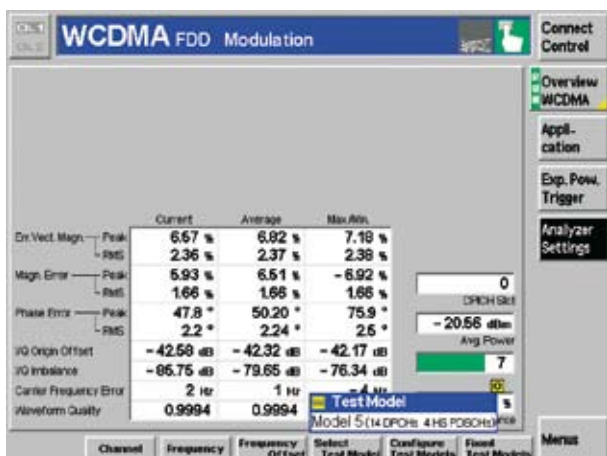 WCDMA FDD Modulation
Connect Control
Overview WCDMA
Appli- cation
Exp. Pow. Trigger
Analyzer Settings
Current Average Max./Min.
Err.Vect. Magn. Peak 6.57 % 6.82 % 7.18 %
RMS 2.36 % 2.37 % 2.38 %
Magn. Error Peak 5.93 % 6.51 % - 6.92 %
RMS 1.66 % 1.66 % 1.66 %
0
CPICH Slot
Phase Error Peak 47.8 ° 50.20 ° 75.9 °
RMS 2.2 ° 2.24 ° 2.6 °
- 20.56 dBm
Avg. Power
I/Q Origin Offset - 42.58 dB - 42.32 dB - 42.17 dB
7
I/Q Imbalance - 85.75 dB - 79.65 dB - 76.34 dB
Carrier Frequency Error 2 Hz 1 Hz - 4 Hz
Waveform Quality 0.9994 0.9994
%
Test Model
Model 5 (14 DPCHs 4 HS PDSCHs)
Channel
Frequency
Frequency Offset
Select Test Model
Configure Test Models
Fixed Test Models
Menus